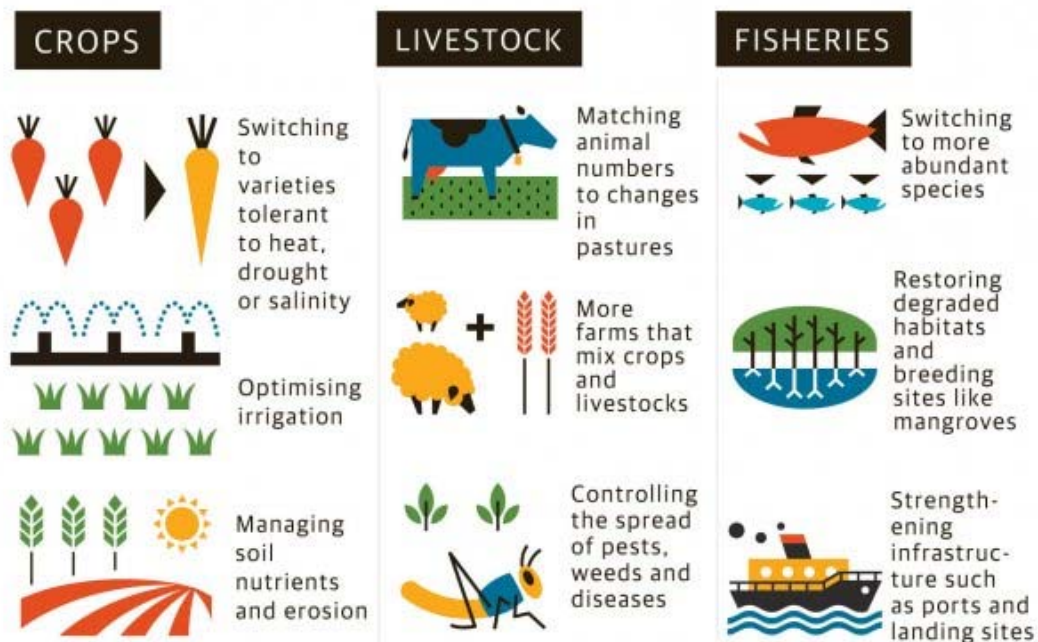 CROPS
Switching
to
varieties
tolerant
to heat,
drought
or salinity
Optimising
irrigation
Managing
soil
nutrients
and erosion
LIVESTOCK
Matching
animal
numbers
to changes
in
pastures
More
farms that
mix crops
and
livestocks
Controlling
the spread
of pests,
weeds and
diseases
FISHERIES
Switching
to more
abundant
species
Restoring
degraded
habitats
and
breeding
sites like
mangroves
Strength-
ening
infrastruc-
ture such
as ports and
landing sites